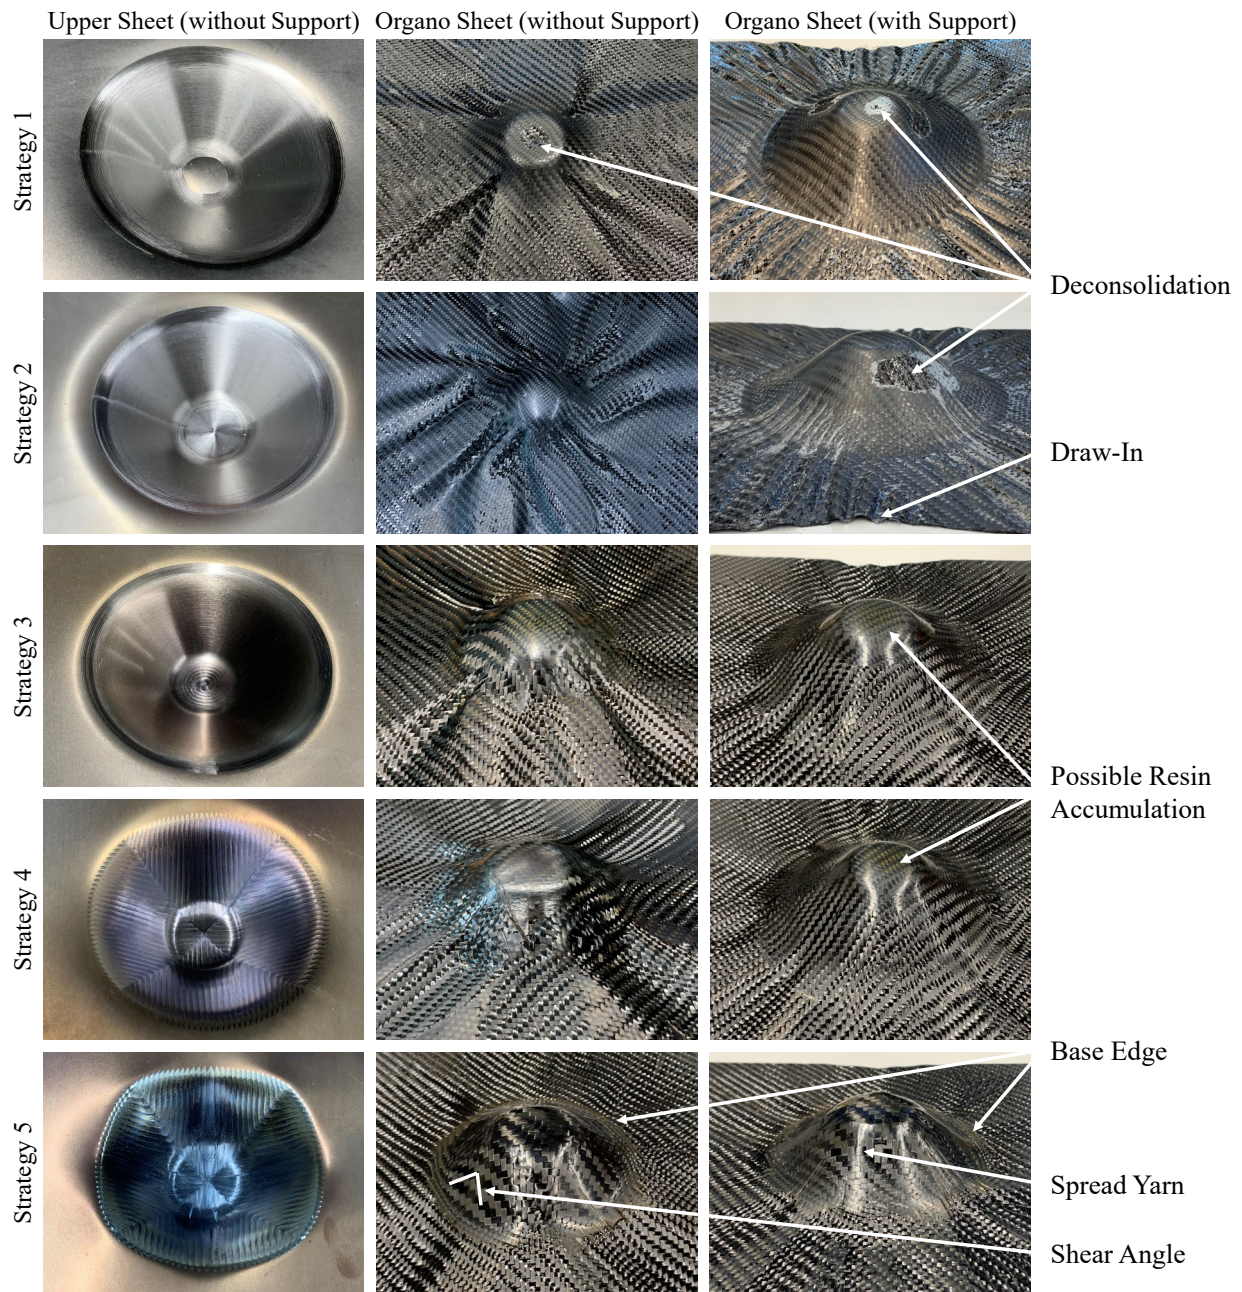 Upper Sheet (without Support)
Organo Sheet (without Support)
Organo Sheet (with Support)
Strategy 1
Deconsolidation
Strategy 2
Draw-In
Strategy 3
Possible Resin
Accumulation
Strategy 4
Base Edge
Strategy 5
Spread Yarn
Shear Angle